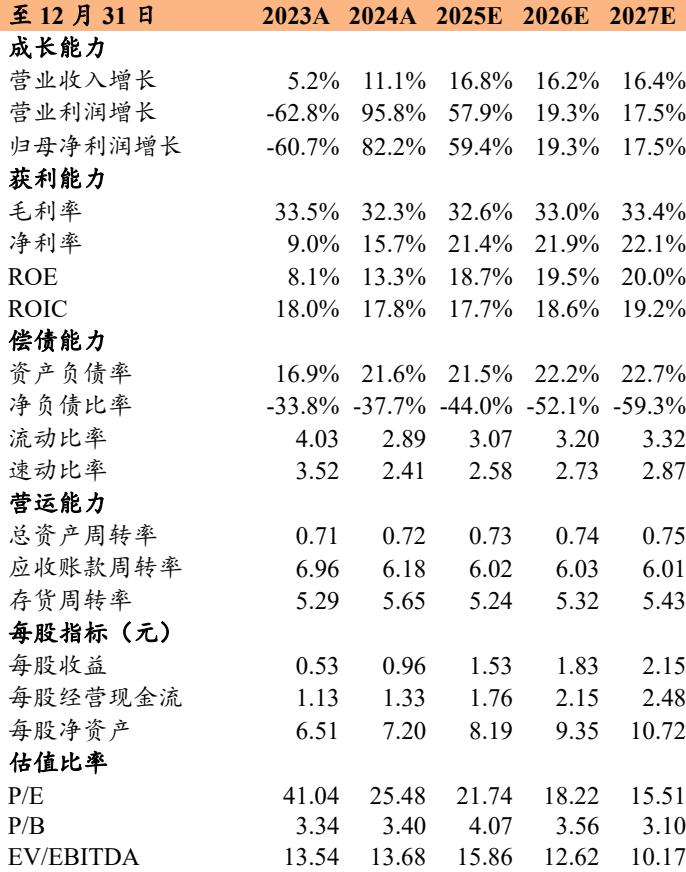 至 12 月 31 日 2023A 2024A 2025E 2026E 2027E
成长能力
营业收入增长 5.2% 11.1% 16.8% 16.2% 16.4%
营业利润增长 -62.8% 95.8% 57.9% 19.3% 17.5%
归母净利润增长 -60.7% 82.2% 59.4% 19.3% 17.5%
获利能力
毛利率 33.5% 32.3% 32.6% 33.0% 33.4%
净利率 9.0% 15.7% 21.4% 21.9% 22.1%
ROE 8.1% 13.3% 18.7% 19.5% 20.0%
ROIC 18.0% 17.8% 17.7% 18.6% 19.2%
偿债能力
资产负债率 16.9% 21.6% 21.5% 22.2% 22.7%
净负债比率 -33.8% -37.7% -44.0% -52.1% -59.3%
流动比率 4.03 2.89 3.07 3.20 3.32
速动比率 3.52 2.41 2.58 2.73 2.87
营运能力
总资产周转率 0.71 0.72 0.73 0.74 0.75
应收账款周转率 6.96 6.18 6.02 6.03 6.01
存货周转率 5.29 5.65 5.24 5.32 5.43
每股指标（元）
每股收益 0.53 0.96 1.53 1.83 2.15
每股经营现金流 1.13 1.33 1.76 2.15 2.48
每股净资产 6.51 7.20 8.19 9.35 10.72
估值比率
P/E 41.04 25.48 21.74 18.22 15.51
P/B 3.34 3.40 4.07 3.56 3.10
EV/EBITDA 13.54 13.68 15.86 12.62 10.17